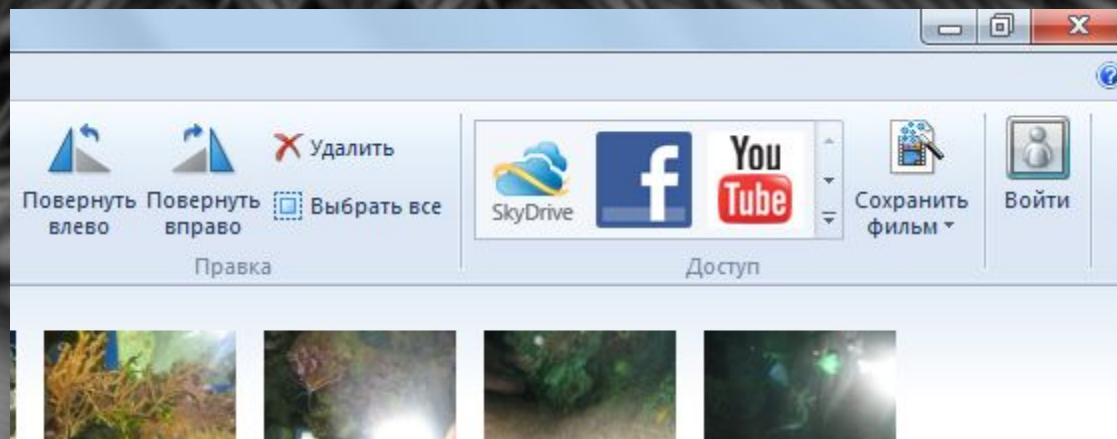 Повернуть
влево
Повернуть
вправо
Удалить
Выбрать все
Правка
SkyDrive
f
You
Tube
Сохранить
фильм
Войти
Доступ